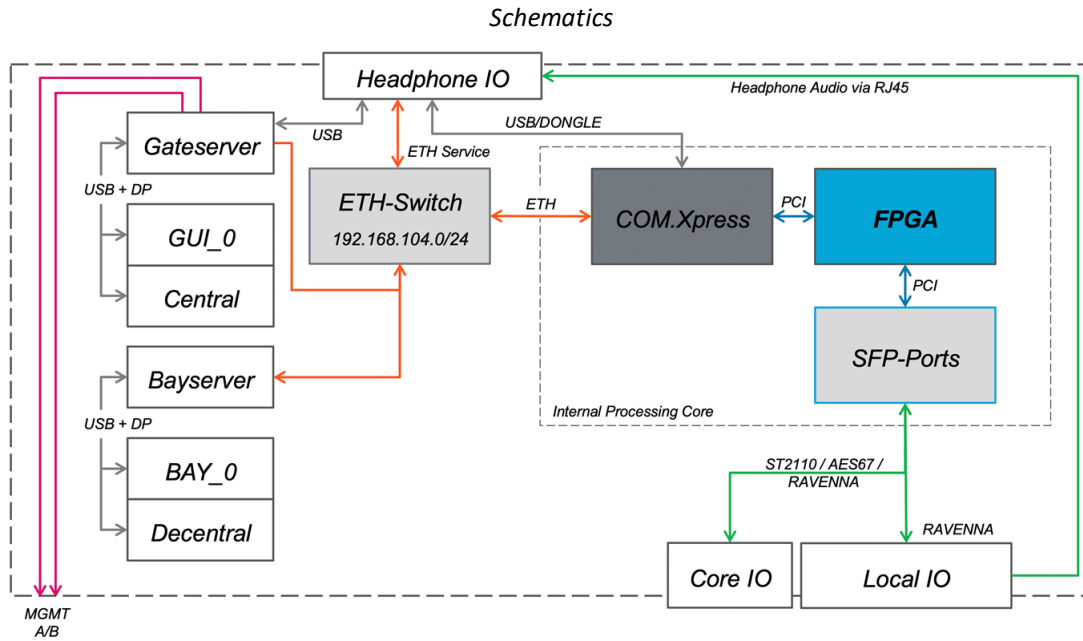 Schematics
Headphone IO
Headphone Audio via RJ45
USB
USB/DONGLE
Gateserver
ETH Service
USB + DP
ETH-Switch
192.168.104.0/24
ETH
COM.Xpress
PCI
FPGA
GUI_0
Central
PCI
SFP-Ports
Bayserver
Internal Processing Core
USB + DP
BAY_0
Decentral
ST2110 / AES67 /
RAVENNA
RAVENNA
Core IO
Local IO
MGMT
A/B